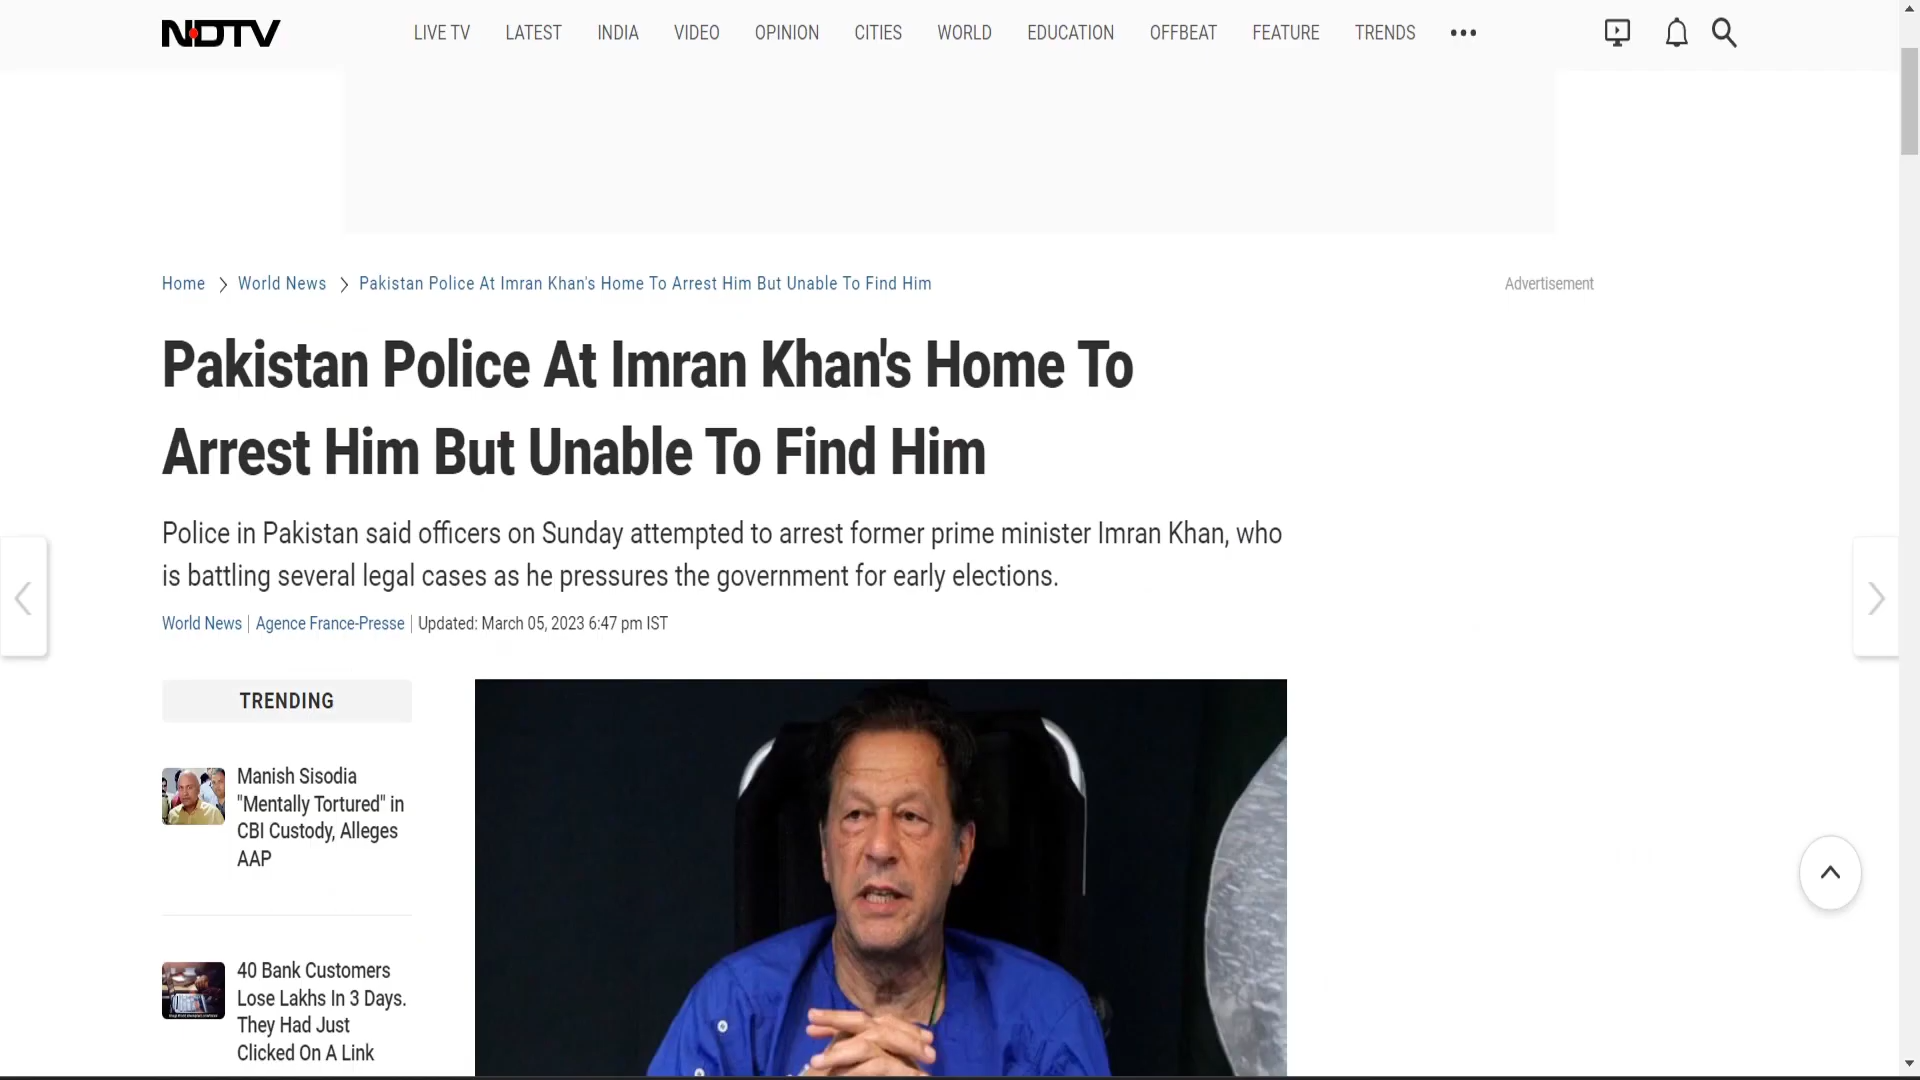 NDTV
LIVE TV LATEST INDIA VIDEO OPINION CITIES WORLD EDUCATION OFFBEAT FEATURE TRENDS
Home World News Pakistan Police At Imran Khan's Home To Arrest Him But Unable To Find Him
Advertisement
Pakistan Police At Imran Khan's Home To
Arrest Him But Unable To Find Him
Police in Pakistan said officers on Sunday attempted to arrest former prime minister Imran Khan, who
is battling several legal cases as he pressures the government for early elections.
World News | Agence France-Presse | Updated: March 05, 2023 6:47 pm IST
TRENDING
Manish Sisodia
"Mentally Tortured" in
CBI Custody, Alleges
AAP
40 Bank Customers
Lose Lakhs In 3 Days.
They Had Just
Clicked On A Link